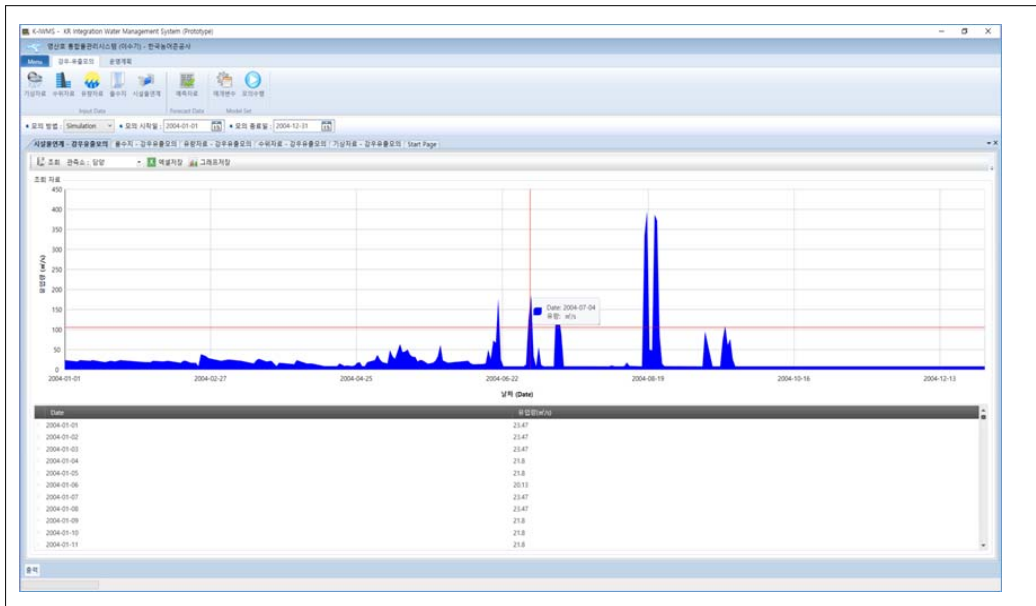 K-IWMS - KR Integration Water Management System (Prototype)
영산호 통합물관리시스템 (이수기) - 한국농어촌공사
Menu 강우-유출모의 운영계획
기상자료 수위자료 유량자료 용수지 시설물연계 예측자료 매개변수 모의수행
Input Data Forecast Data Model Set
모의 방법 : Simulation 모의 시작일 : 2004-01-01 모의 종료일 : 2004-12-31
시설물연계 - 강우유출모의 용수지 - 강우유출모의 유량자료 - 강우유출모의 수위자료 - 강우유출모의 기상자료 - 강우유출모의 Start Page
조회 관측소 : 담양 엑셀저장 그래프저장
조회 자료
450
400
350
300
250
200
150
100
50
0
유입량 (㎥/s)
Date: 2004-07-04
유량: ㎥/s
2004-01-01 2004-02-27 2004-04-25 2004-06-22 2004-08-19 2004-10-16 2004-12-13
날짜 (Date)
Date 유입량(㎥/s)
2004-01-01 23.47
2004-01-02 23.47
2004-01-03 23.47
2004-01-04 21.8
2004-01-05 21.8
2004-01-06 20.13
2004-01-07 23.47
2004-01-08 23.47
2004-01-09 21.8
2004-01-10 21.8
2004-01-11 21.8
출력